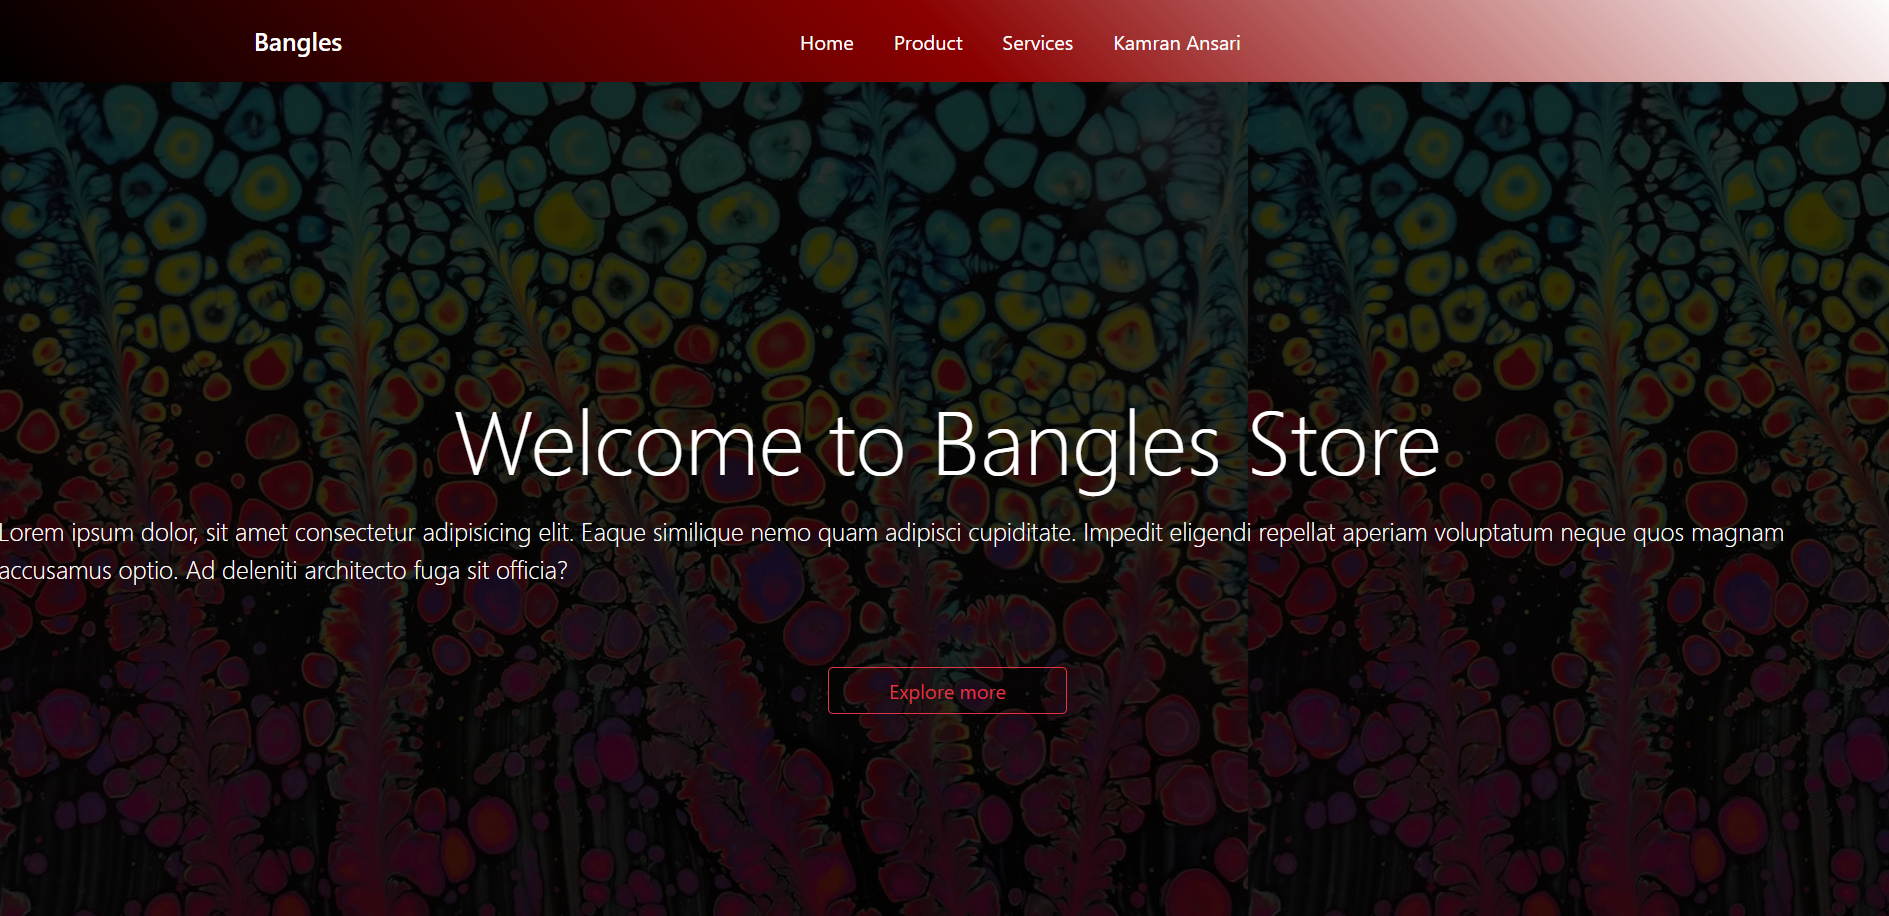 Bangles
Home Product Services Kamran Ansari
Welcome to Bangles Store
Lorem ipsum dolor, sit amet consectetur adipisicing elit. Eaque similique nemo quam adipisci cupiditate. Impedit eligendi repellat aperiam voluptatum neque quos magnam
accusamus optio. Ad deleniti architecto fuga sit officia?
Explore more